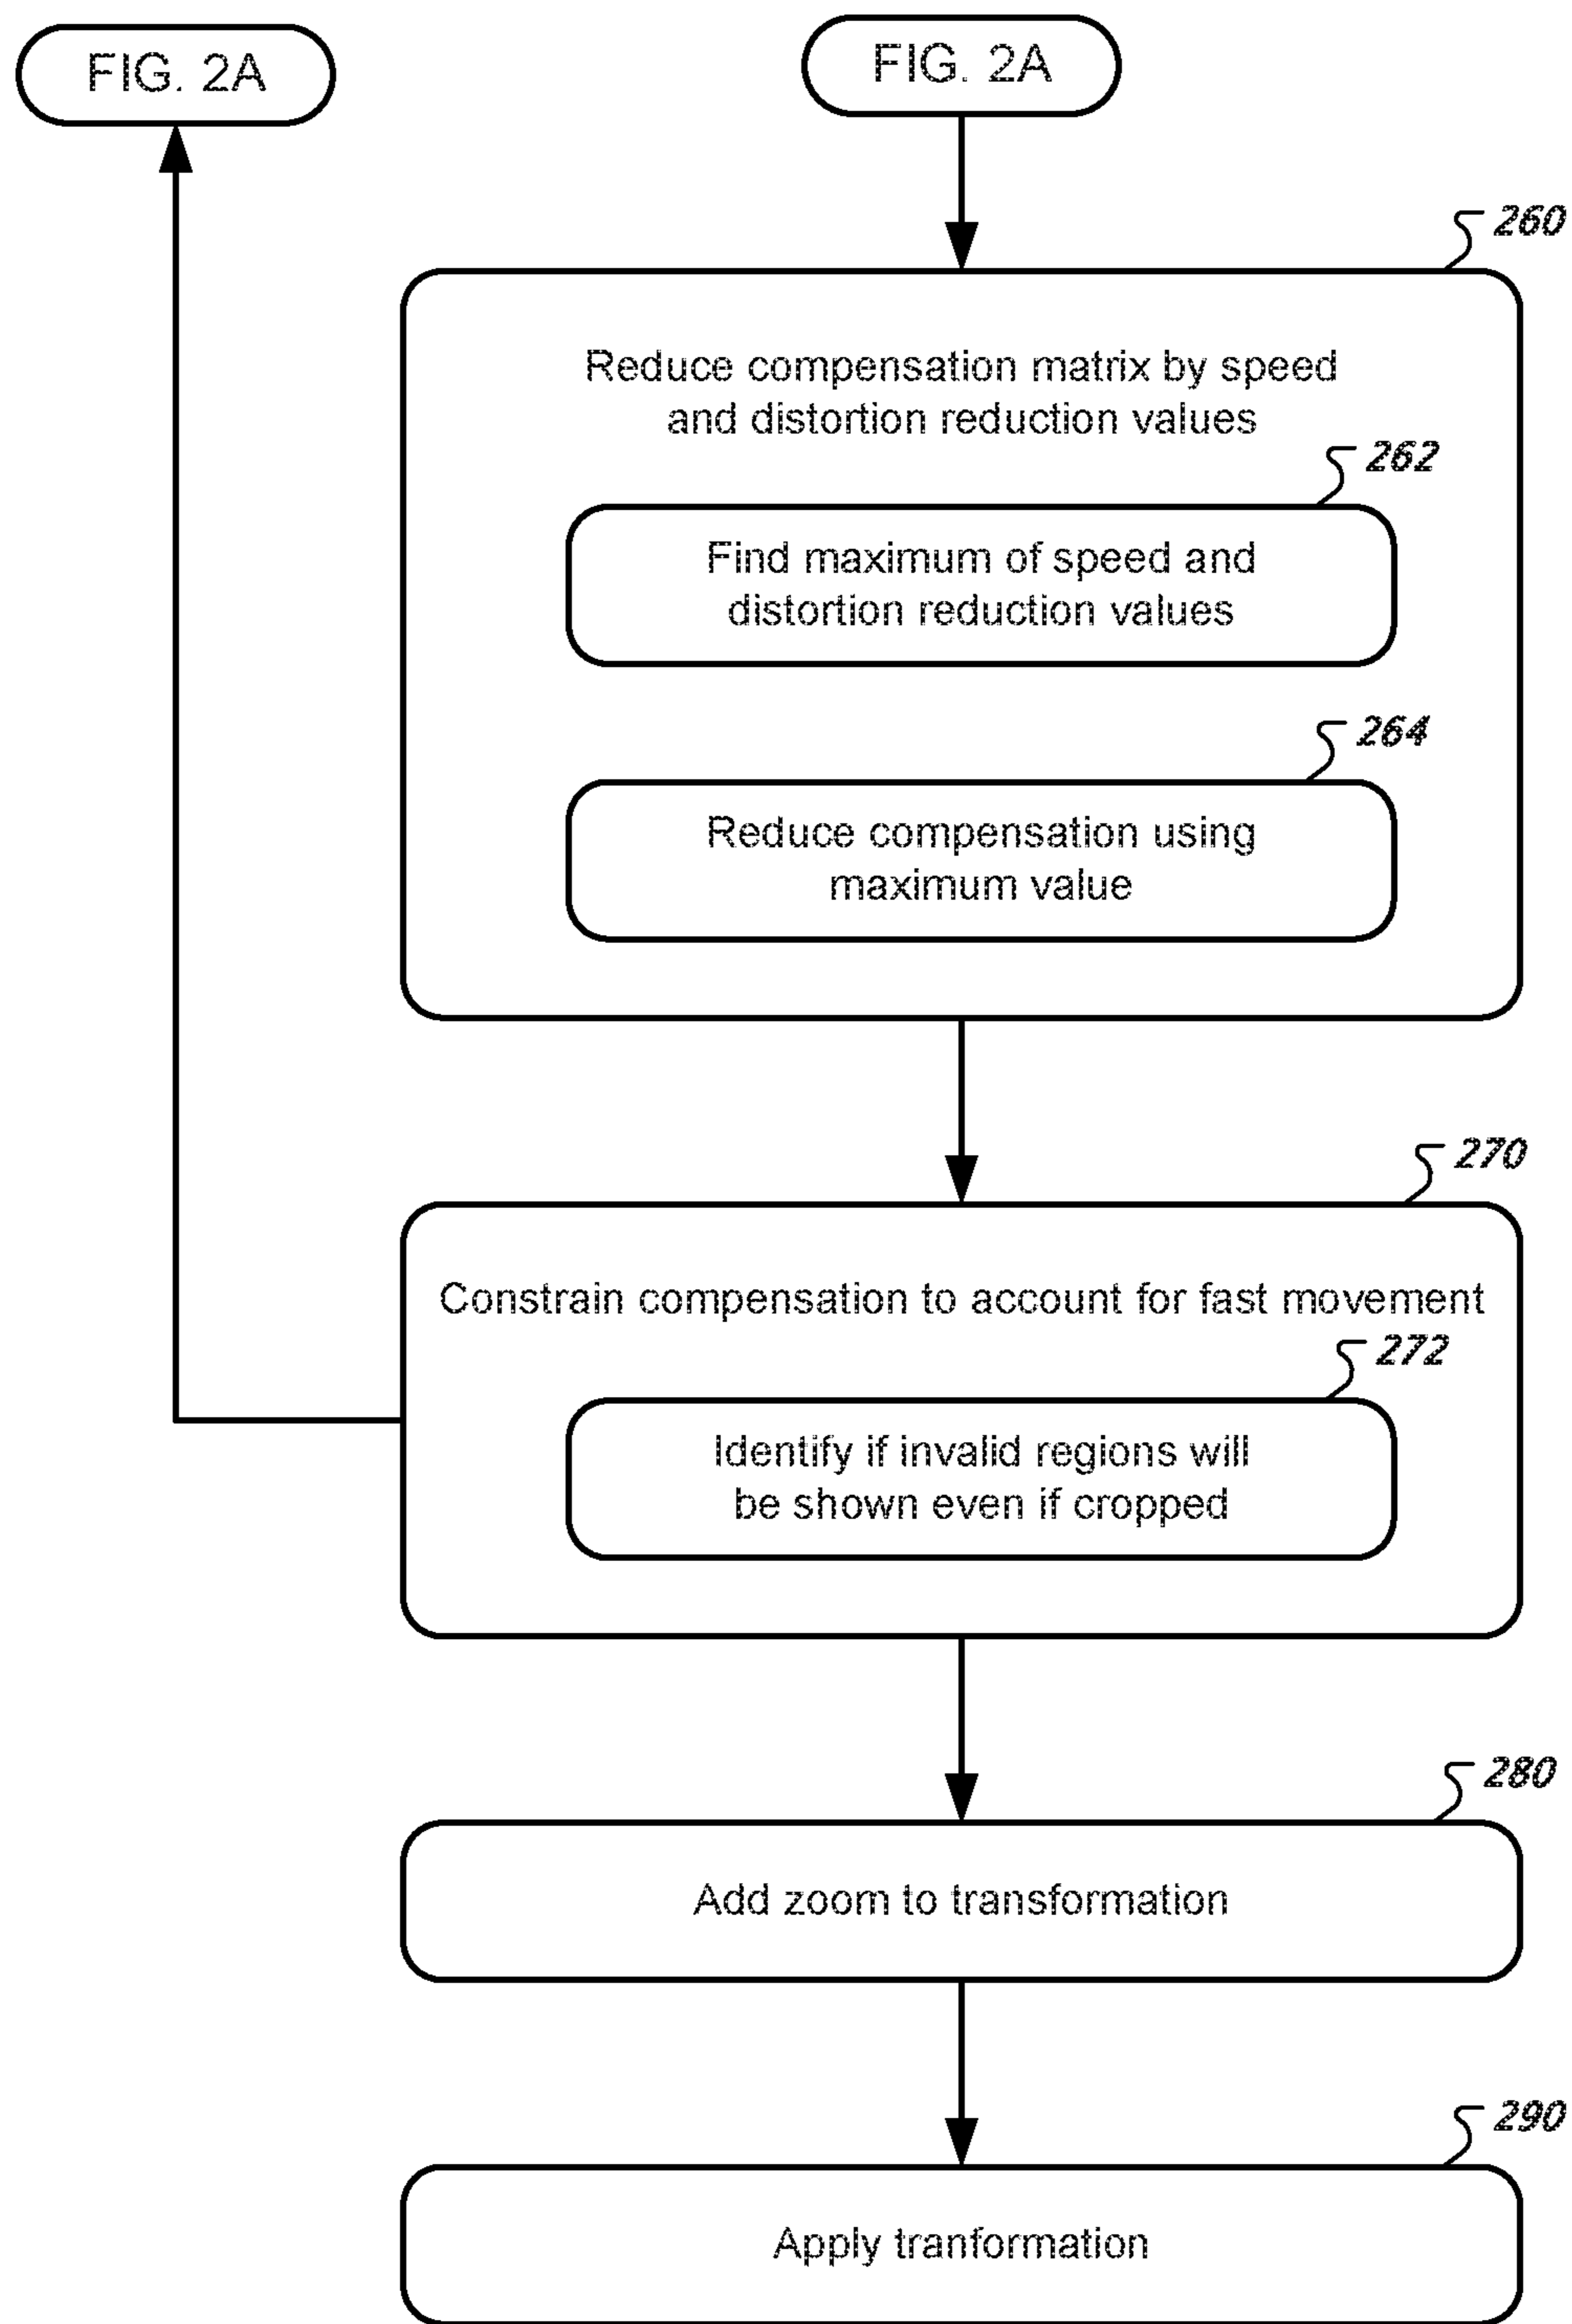 FIG. 2A
FIG. 2A
260
Reduce compensation matrix by speed
and distortion reduction values
262
Find maximum of speed and
distortion reduction values
264
Reduce compensation using
maximum value
270
Constrain compensation to account for fast movement
272
Identify if invalid regions will
be shown even if cropped
280
Add zoom to transformation
290
Apply tranformation